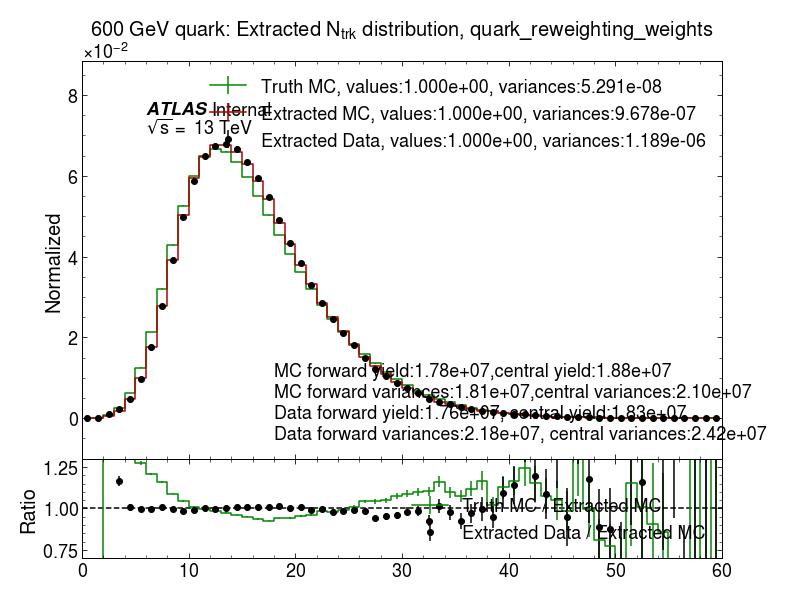 600 GeV quark: Extracted N_trk distribution, quark_reweighting_weights
×10⁻²
Truth MC, values:1.000e+00, variances:5.291e-08
ATLAS Internal
Extracted MC, values:1.000e+00, variances:9.678e-07
√s = 13 TeV
Extracted Data, values:1.000e+00, variances:1.189e-06
8
6
4
2
0
Normalized
MC forward yield:1.78e+07,central yield:1.88e+07
MC forward variances:1.81e+07,central variances:2.10e+07
Data forward yield:1.76e+07, central yield:1.83e+07
Data forward variances:2.18e+07, central variances:2.42e+07
1.25
1.00
0.75
Ratio
Truth MC / Extracted MC
Extracted Data / Extracted MC
0 10 20 30 40 50 60